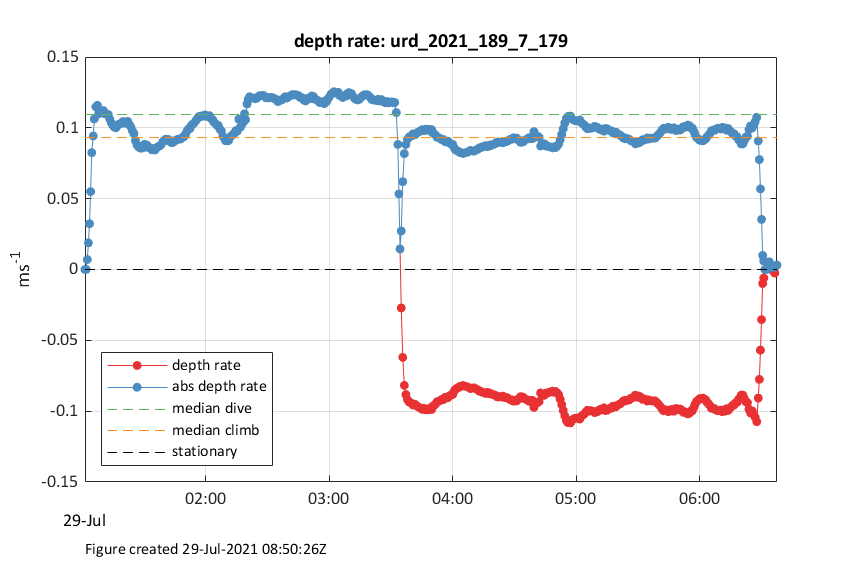 depth rate: urd_2021_189_7_179
0.15
0.1
0.05
0
-0.05
-0.1
-0.15
ms-1
depth rate
abs depth rate
median dive
median climb
stationary
02:00 03:00 04:00 05:00 06:00
29-Jul
Figure created 29-Jul-2021 08:50:26Z